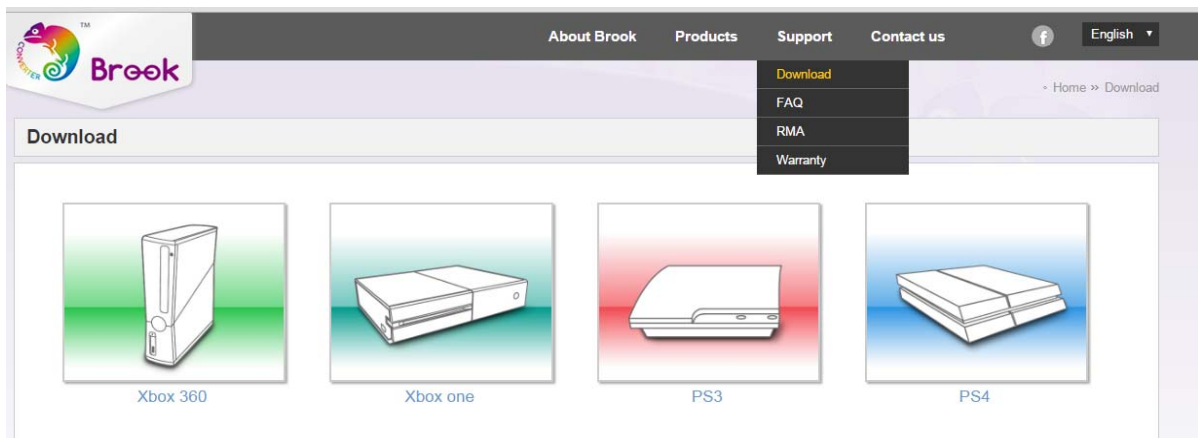 TM
CONVERTER
Brook
About Brook Products Support Contact us f English ▼
Download
FAQ
RMA
Warranty
◦ Home » Download
Download
Xbox 360 Xbox one PS3 PS4